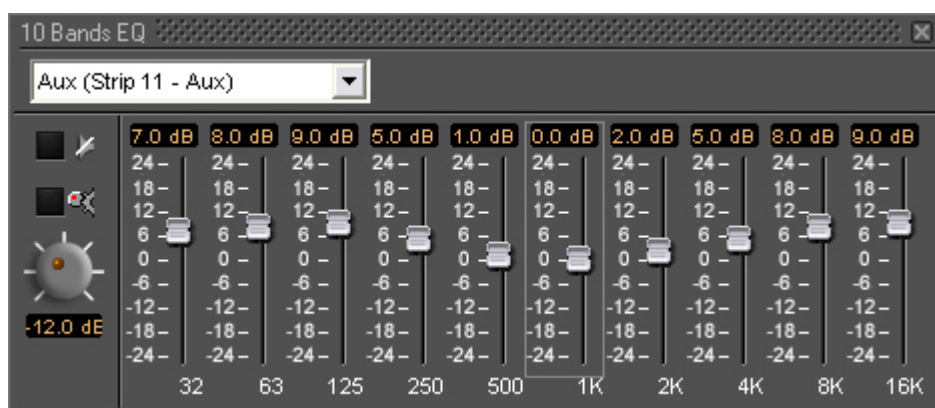 10 Bands EQ
Aux (Strip 11 - Aux)
7.0 dB 8.0 dB 9.0 dB 5.0 dB 1.0 dB 0.0 dB 2.0 dB 5.0 dB 8.0 dB 9.0 dB
24 24 24 24 24 24 24 24 24 24
18 18 18 18 18 18 18 18 18 18
12 12 12 12 12 12 12 12 12 12
6 6 6 6 6 6 6 6 6 6
0 0 0 0 0 0 0 0 0 0
-6 -6 -6 -6 -6 -6 -6 -6 -6 -6
-12 -12 -12 -12 -12 -12 -12 -12 -12 -12
-12.0 dB
-18 -18 -18 -18 -18 -18 -18 -18 -18 -18
-24 -24 -24 -24 -24 -24 -24 -24 -24 -24
32 63 125 250 500 1K 2K 4K 8K 16K